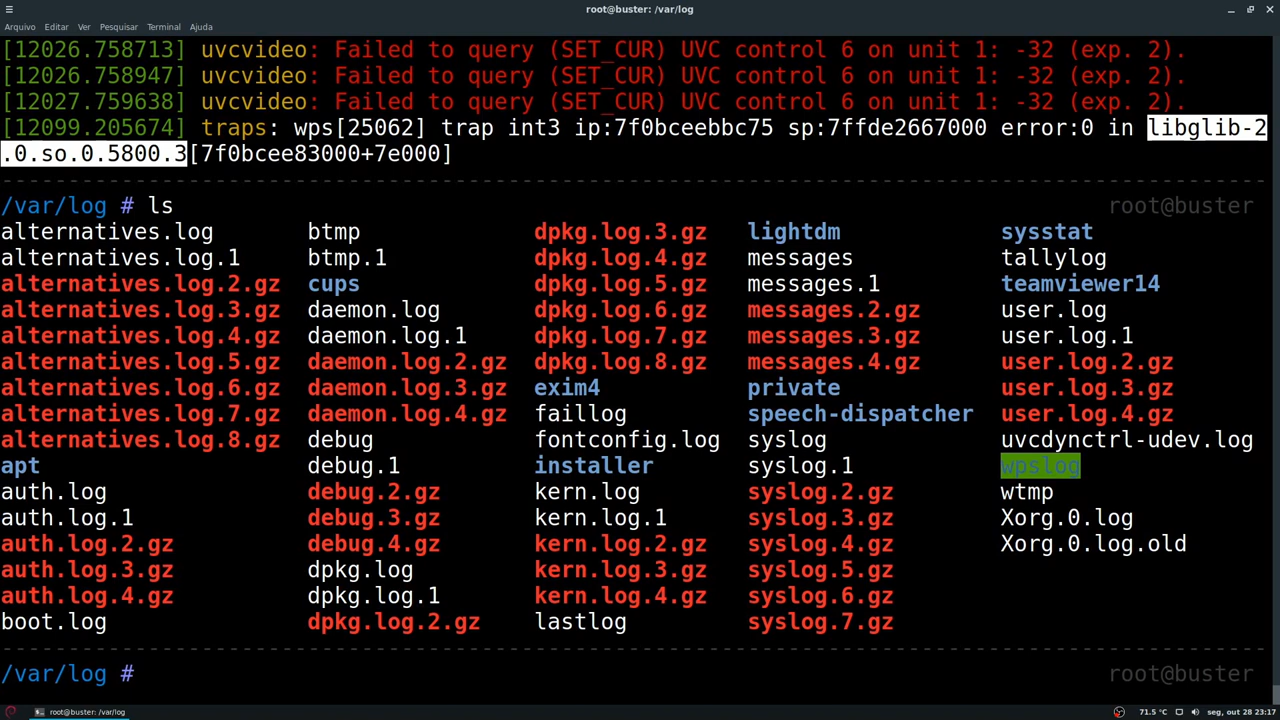 root@buster: /var/log
Arquivo Editar Ver Pesquisar Terminal Ajuda
[12026.758713] uvcvideo: Failed to query (SET_CUR) UVC control 6 on unit 1: -32 (exp. 2).
[12026.758947] uvcvideo: Failed to query (SET_CUR) UVC control 6 on unit 1: -32 (exp. 2).
[12027.759638] uvcvideo: Failed to query (SET_CUR) UVC control 6 on unit 1: -32 (exp. 2).
[12099.205674] traps: wps[25062] trap int3 ip:7f0bceebbc75 sp:7ffde2667000 error:0 in libglib-2
.0.so.0.5800.3[7f0bcee83000+7e000]
/var/log # ls root@buster
alternatives.log btmp dpkg.log.3.gz lightdm sysstat
alternatives.log.1 btmp.1 dpkg.log.4.gz messages tallylog
alternatives.log.2.gz cups dpkg.log.5.gz messages.1 teamviewer14
alternatives.log.3.gz daemon.log dpkg.log.6.gz messages.2.gz user.log
alternatives.log.4.gz daemon.log.1 dpkg.log.7.gz messages.3.gz user.log.1
alternatives.log.5.gz daemon.log.2.gz dpkg.log.8.gz messages.4.gz user.log.2.gz
alternatives.log.6.gz daemon.log.3.gz exim4 private user.log.3.gz
alternatives.log.7.gz daemon.log.4.gz faillog speech-dispatcher user.log.4.gz
alternatives.log.8.gz debug fontconfig.log syslog uvcdynctrl-udev.log
apt debug.1 installer syslog.1 wpslog
auth.log debug.2.gz kern.log syslog.2.gz wtmp
auth.log.1 debug.3.gz kern.log.1 syslog.3.gz Xorg.0.log
auth.log.2.gz debug.4.gz kern.log.2.gz syslog.4.gz Xorg.0.log.old
auth.log.3.gz dpkg.log kern.log.3.gz syslog.5.gz
auth.log.4.gz dpkg.log.1 kern.log.4.gz syslog.6.gz
boot.log dpkg.log.2.gz lastlog syslog.7.gz
/var/log # root@buster
root@buster: /var/log 71.5 °C seg, out 28 23:17